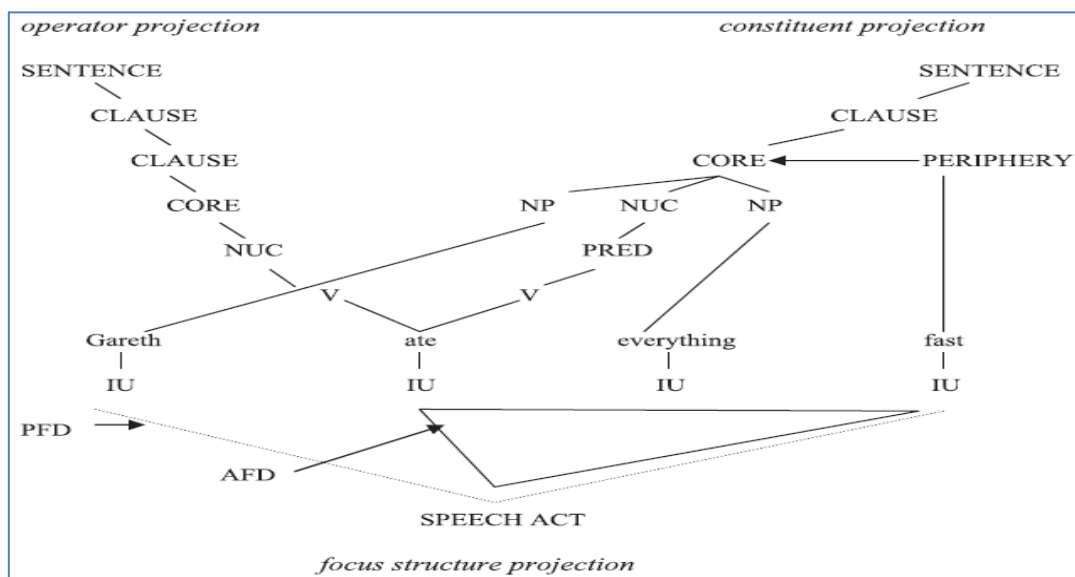 operator projection constituent projection
SENTENCE SENTENCE
CLAUSE CLAUSE
CLAUSE CORE PERIPHERY
CORE NP NUC NP
NUC PRED
V V
Gareth ate everything fast
IU IU IU IU
PFD
AFD
SPEECH ACT
focus structure projection